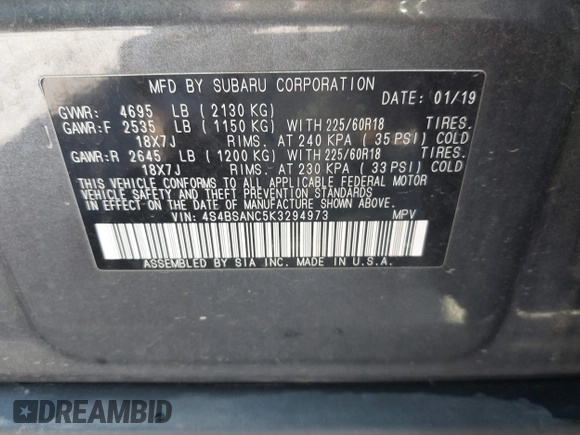 MFD BY SUBARU CORPORATION
GVWR: 4695 LB (2130 KG) DATE: 01/19
GAWR:F 2535 LB (1150 KG) WITH 225/60R18 TIRES.
18X7J RIMS. AT 240 KPA (35 PSI) COLD
GAWR:R 2645 LB (1200 KG) WITH 225/60R18 TIRES.
18X7J RIMS. AT 230 KPA (33 PSI) COLD
THIS VEHICLE CONFORMS TO ALL APPLICABLE FEDERAL MOTOR
VEHICLE SAFETY AND THEFT PREVENTION STANDARDS
IN EFFECT ON THE DATE OF MANUFACTURE SHOWN ABOVE.
VIN: 4S4BSANC5K3294973 MPV
ASSEMBLED BY SIA INC. MADE IN U.S.A.
DREAMBID